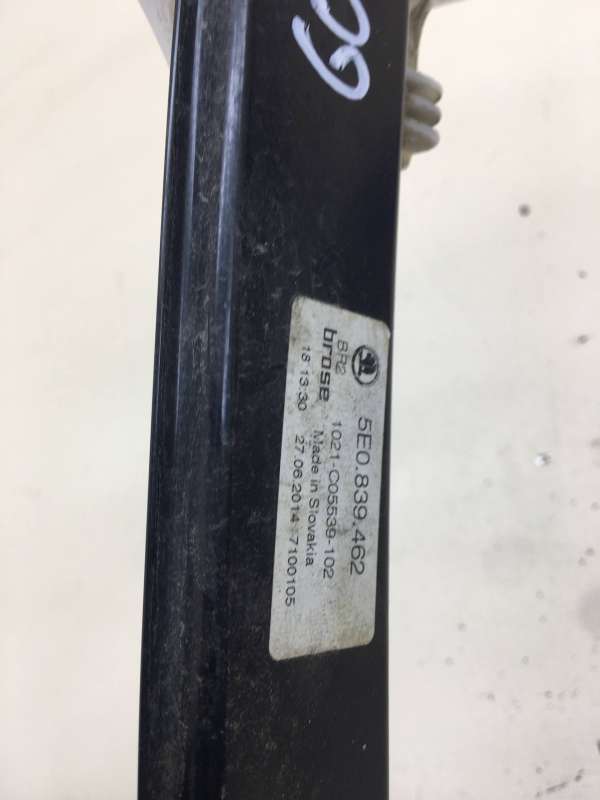 5E0.839.462
8R2 1021-C05539-102
brose Made in Slovakia
18 13:30 27.06.2014 7100105